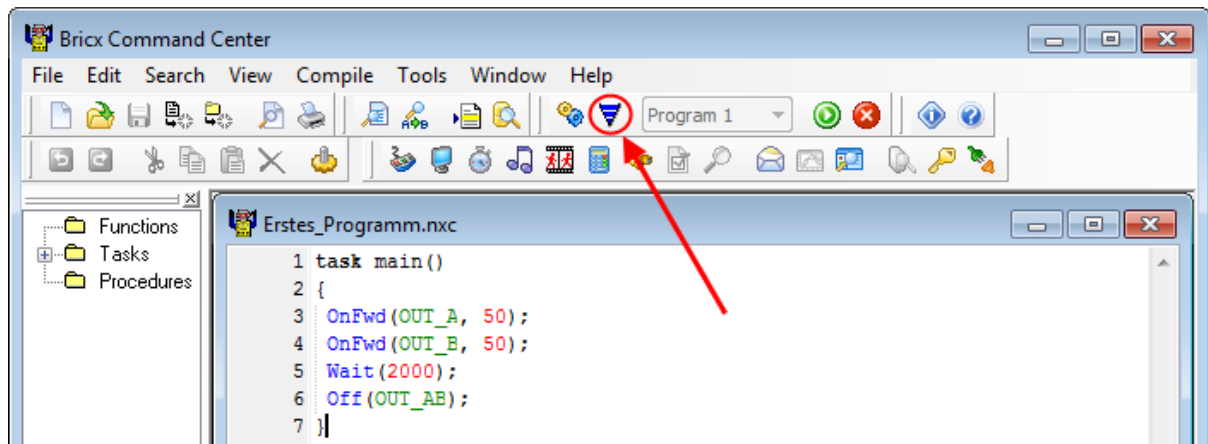 Bricx Command Center
File Edit Search View Compile Tools Window Help
Program 1
Functions
Tasks
Procedures
Erstes_Programm.nxc
1 task main()
2 {
3 OnFwd(OUT_A, 50);
4 OnFwd(OUT_B, 50);
5 Wait(2000);
6 Off(OUT_AB);
7 }